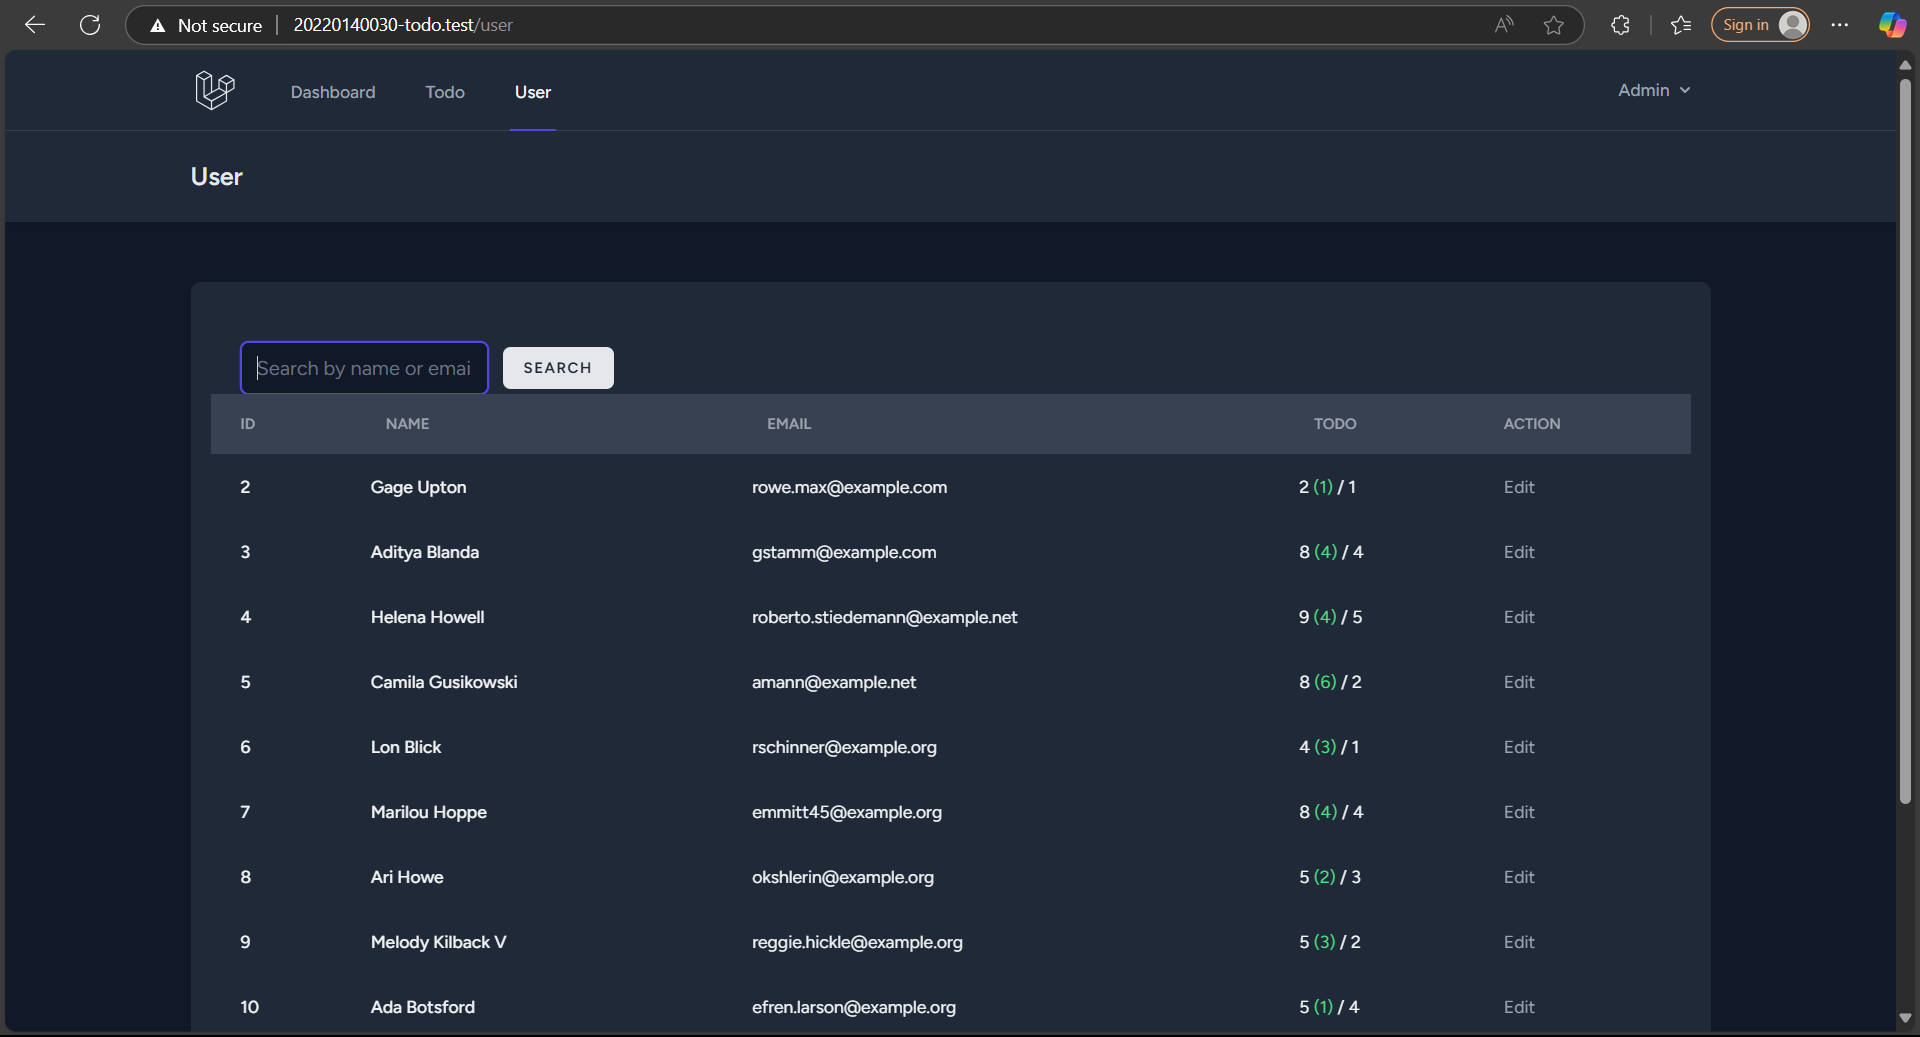 Not secure 20220140030-todo.test/user Sign in
Dashboard Todo User Admin
User
Search by name or emai SEARCH
ID NAME EMAIL TODO ACTION
2 Gage Upton rowe.max@example.com 2 (1) / 1 Edit
3 Aditya Blanda gstamm@example.com 8 (4) / 4 Edit
4 Helena Howell roberto.stiedemann@example.net 9 (4) / 5 Edit
5 Camila Gusikowski amann@example.net 8 (6) / 2 Edit
6 Lon Blick rschinner@example.org 4 (3) / 1 Edit
7 Marilou Hoppe emmitt45@example.org 8 (4) / 4 Edit
8 Ari Howe okshlerin@example.org 5 (2) / 3 Edit
9 Melody Kilback V reggie.hickle@example.org 5 (3) / 2 Edit
10 Ada Botsford efren.larson@example.org 5 (1) / 4 Edit